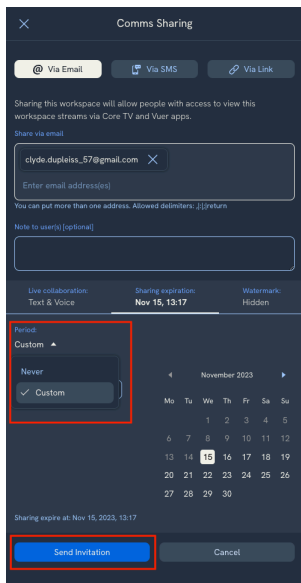 Comms Sharing
@ Via Email
Via SMS
Via Link
Sharing this workspace will allow people with access to view this
workspace streams via Core TV and Vuer apps.
Share via email
clyde.dupleiss_57@gmail.com
Enter email address(es)
You can put more than one address. Allowed delimiters: ,|;|return
Note to user(s) [optional]
Live collaboration:
Text & Voice
Sharing expiration:
Nov 15, 13:17
Watermark:
Hidden
Period:
Custom
Never
Custom
November 2023
Mo Tu We Th Fr Sa Su
1 2 3 4 5
6 7 8 9 10 11 12
13 14 15 16 17 18 19
20 21 22 23 24 25 26
27 28 29 30
Sharing expire at: Nov 15, 2023, 13:17
Send Invitation
Cancel